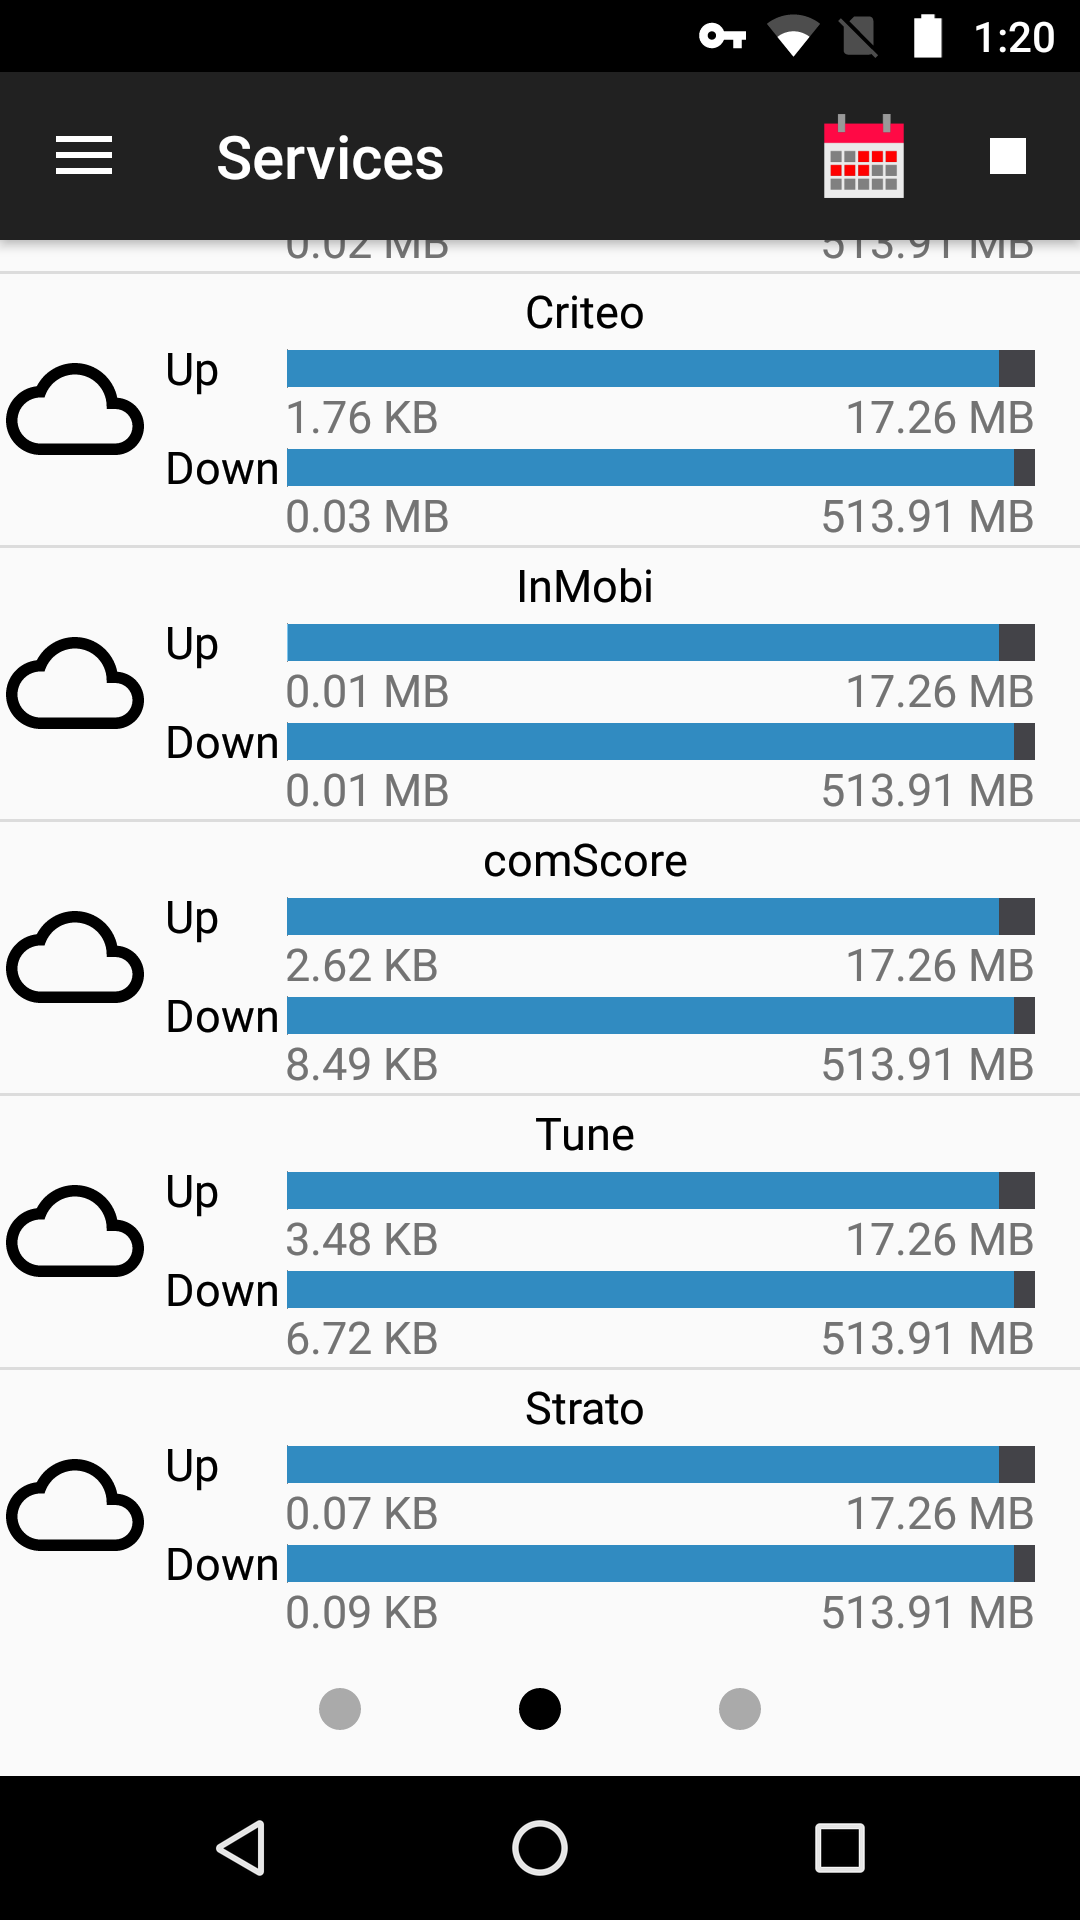 1:20
Services
0.02 MB 513.91 MB
Criteo
Up
1.76 KB 17.26 MB
Down
0.03 MB 513.91 MB
InMobi
Up
0.01 MB 17.26 MB
Down
0.01 MB 513.91 MB
comScore
Up
2.62 KB 17.26 MB
Down
8.49 KB 513.91 MB
Tune
Up
3.48 KB 17.26 MB
Down
6.72 KB 513.91 MB
Strato
Up
0.07 KB 17.26 MB
Down
0.09 KB 513.91 MB